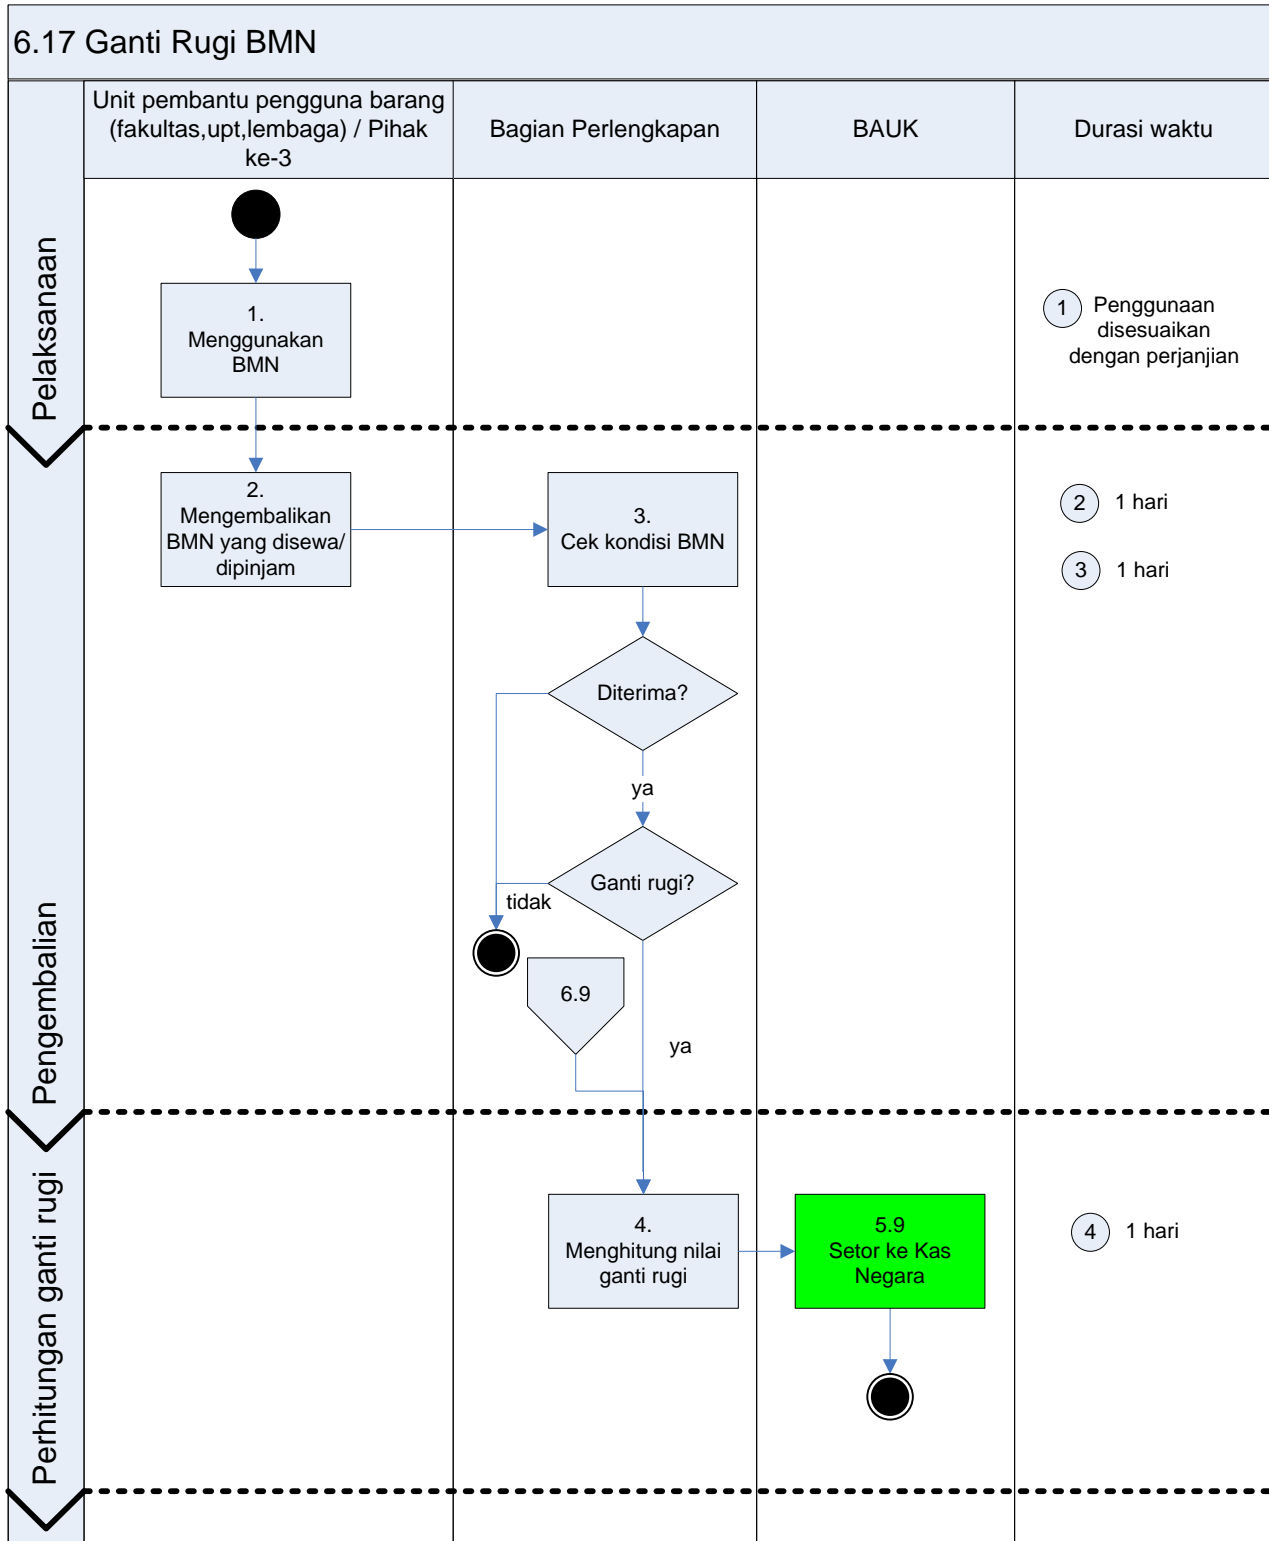 6.17 Ganti Rugi BMN
Unit pembantu pengguna barang
(fakultas,upt,lembaga) / Pihak
ke-3
Bagian Perlengkapan
BAUK
Durasi waktu
Pelaksanaan
1.
Menggunakan
BMN
1 Penggunaan
disesuaikan
dengan perjanjian
Pengembalian
2.
Mengembalikan
BMN yang disewa/
dipinjam
3.
Cek kondisi BMN
2 1 hari
3 1 hari
Diterima?
ya
Ganti rugi?
tidak
6.9
ya
Perhitungan ganti rugi
4.
Menghitung nilai
ganti rugi
5.9
Setor ke Kas
Negara
4 1 hari